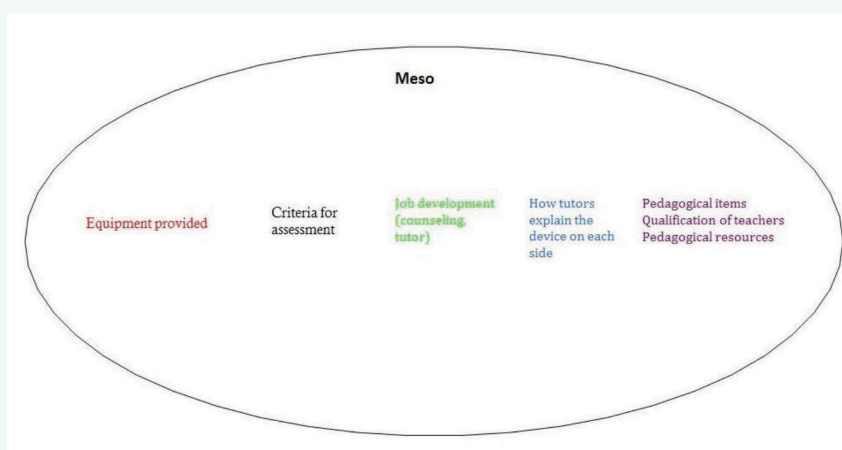 Meso
Equipment provided
Criteria for
assessment
Job development
(counseling,
tutor)
How tutors
explain the
device on each
side
Pedagogical items
Qualification of teachers
Pedagogical resources